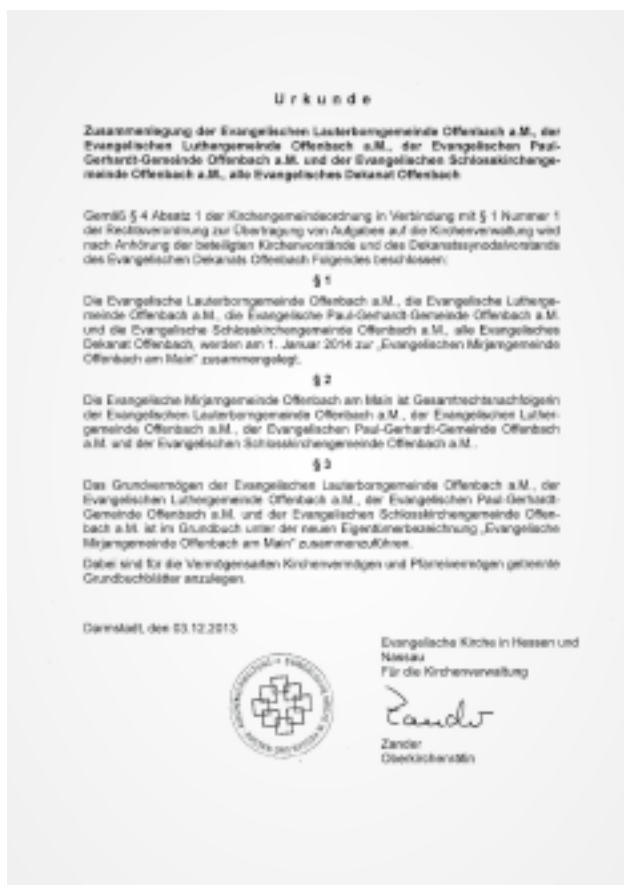 Urkunde
Zusammenlegung der Evangelischen Lauterborngemeinde Offenbach a.M., der
Evangelischen Luthergemeinde Offenbach a.M., der Evangelischen Paul-
Gerhardt-Gemeinde Offenbach a.M. und der Evangelischen Schlosskirchenge-
meinde Offenbach a.M., alle Evangelisches Dekanat Offenbach
Gemäß § 4 Absatz 1 der Kirchengemeindeordnung in Verbindung mit § 1 Nummer 1
der Rechtsverordnung zur Übertragung von Aufgaben auf die Kirchenverwaltung wird
nach Anhörung der beteiligten Kirchenvorstände und des Dekanatssynodalvorstands
des Evangelischen Dekanats Offenbach Folgendes beschlossen:
§ 1
Die Evangelische Lauterborngemeinde Offenbach a.M., die Evangelische Lutherge-
meinde Offenbach a.M., die Evangelische Paul-Gerhardt-Gemeinde Offenbach a.M.
und die Evangelische Schlosskirchengemeinde Offenbach a.M., alle Evangelisches
Dekanat Offenbach, werden am 1. Januar 2014 zur „Evangelischen Mirjamgemeinde
Offenbach am Main" zusammengelegt.
§ 2
Die Evangelische Mirjamgemeinde Offenbach am Main ist Gesamtrechtsnachfolgerin
der Evangelischen Lauterborngemeinde Offenbach a.M., der Evangelischen Luther-
gemeinde Offenbach a.M., der Evangelischen Paul-Gerhardt-Gemeinde Offenbach
a.M. und der Evangelischen Schlosskirchengemeinde Offenbach a.M..
§ 3
Das Grundvermögen der Evangelischen Lauterborngemeinde Offenbach a.M., der
Evangelischen Luthergemeinde Offenbach a.M., der Evangelischen Paul-Gerhardt-
Gemeinde Offenbach a.M. und der Evangelischen Schlosskirchengemeinde Offen-
bach a.M. ist im Grundbuch unter der neuen Eigentümerbezeichnung „Evangelische
Mirjamgemeinde Offenbach am Main" zusammenzuführen.
Dabei sind für die Vermögensarten Kirchenvermögen und Pfarreivermögen getrennte
Grundbuchblätter anzulegen.
Darmstadt, den 03.12.2013
Evangelische Kirche in Hessen und
Nassau
Für die Kirchenverwaltung
Zander
Zander
Oberkirchenrätin